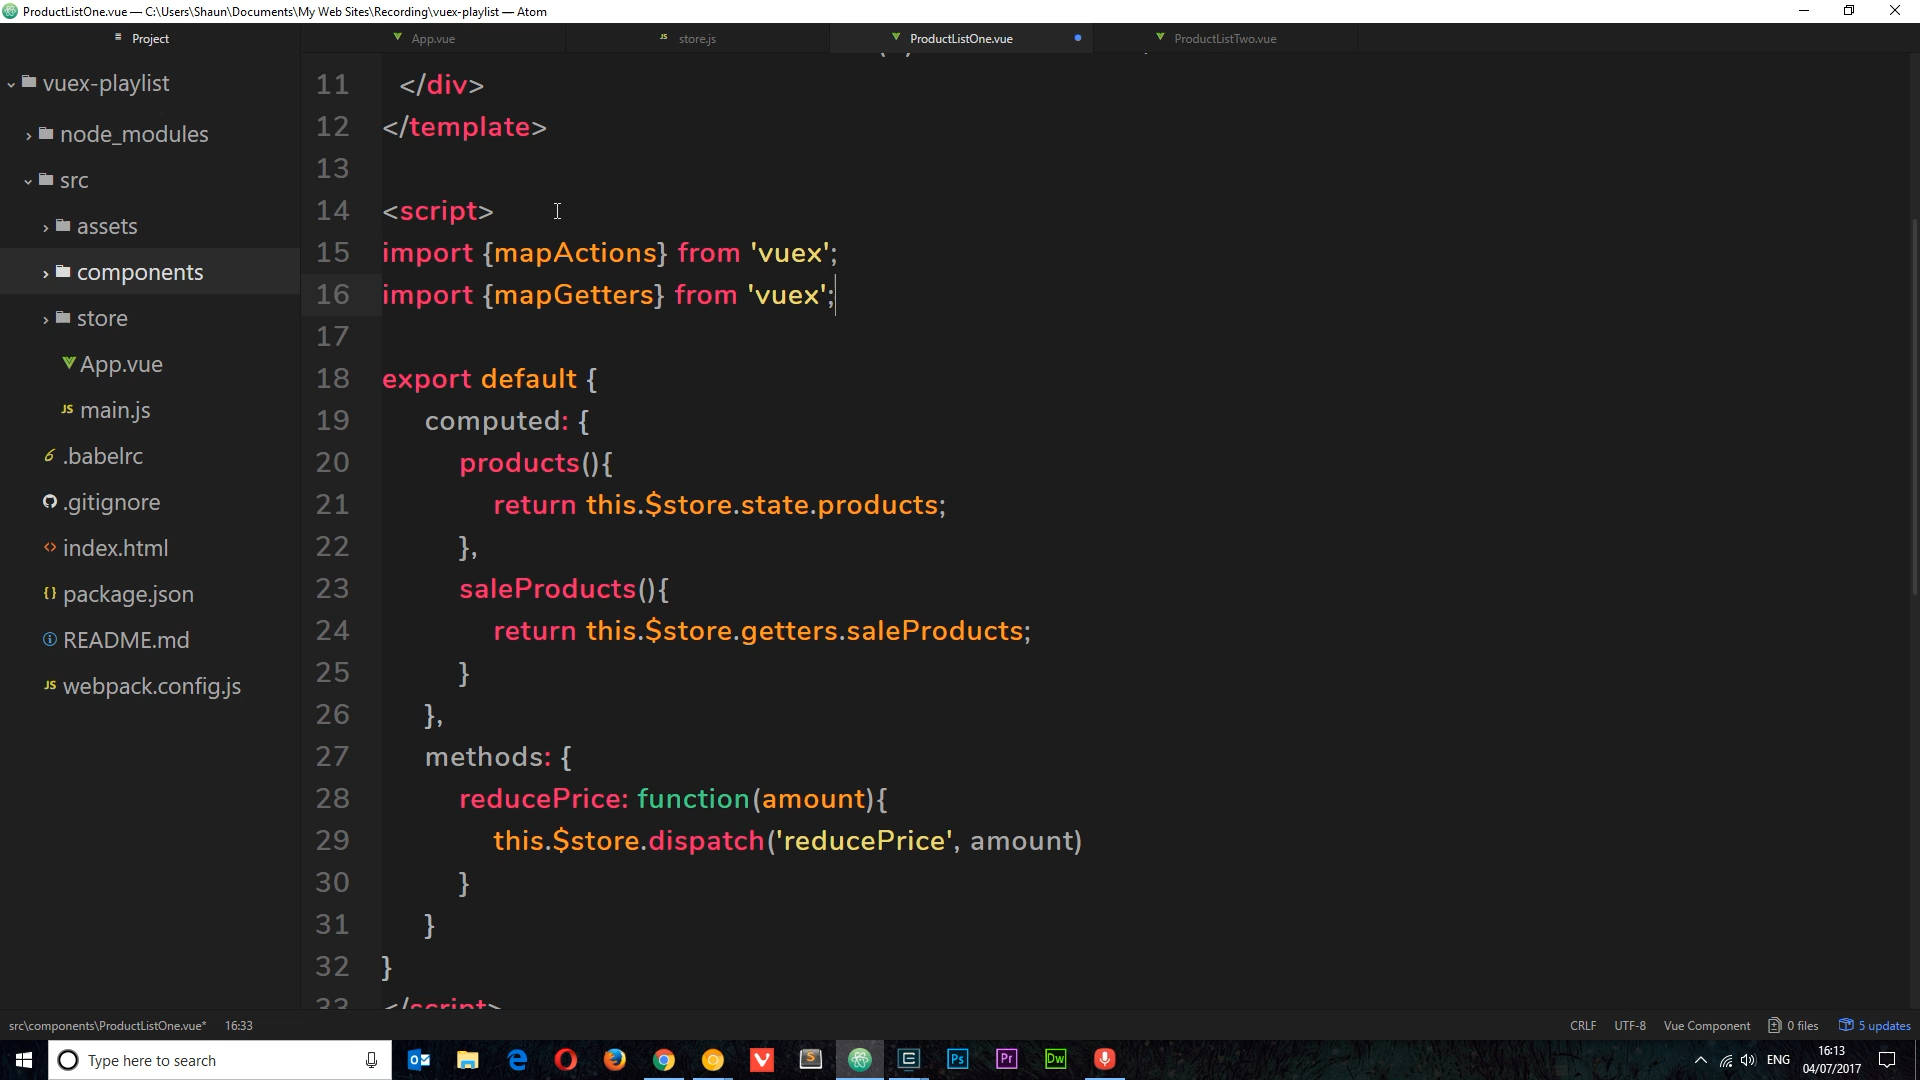 ProductListOne.vue — C:\Users\Shaun\Documents\My Web Sites\Recording\vuex-playlist — Atom
Project
App.vue
store.js
ProductListOne.vue
ProductListTwo.vue
vuex-playlist
node_modules
src
assets
components
store
App.vue
main.js
.babelrc
.gitignore
index.html
package.json
README.md
webpack.config.js
11 </div>
12 </template>
13
14 <script>
15 import {mapActions} from 'vuex';
16 import {mapGetters} from 'vuex';
17
18 export default {
19 computed: {
20 products(){
21 return this.$store.state.products;
22 },
23 saleProducts(){
24 return this.$store.getters.saleProducts;
25 }
26 },
27 methods: {
28 reducePrice: function(amount){
29 this.$store.dispatch('reducePrice', amount)
30 }
31 }
32 }
33 </script>
src\components\ProductListOne.vue* 16:33
CRLF UTF-8 Vue Component 0 files 5 updates
Type here to search
Ps Pr Dw
ENG
16:13
04/07/2017